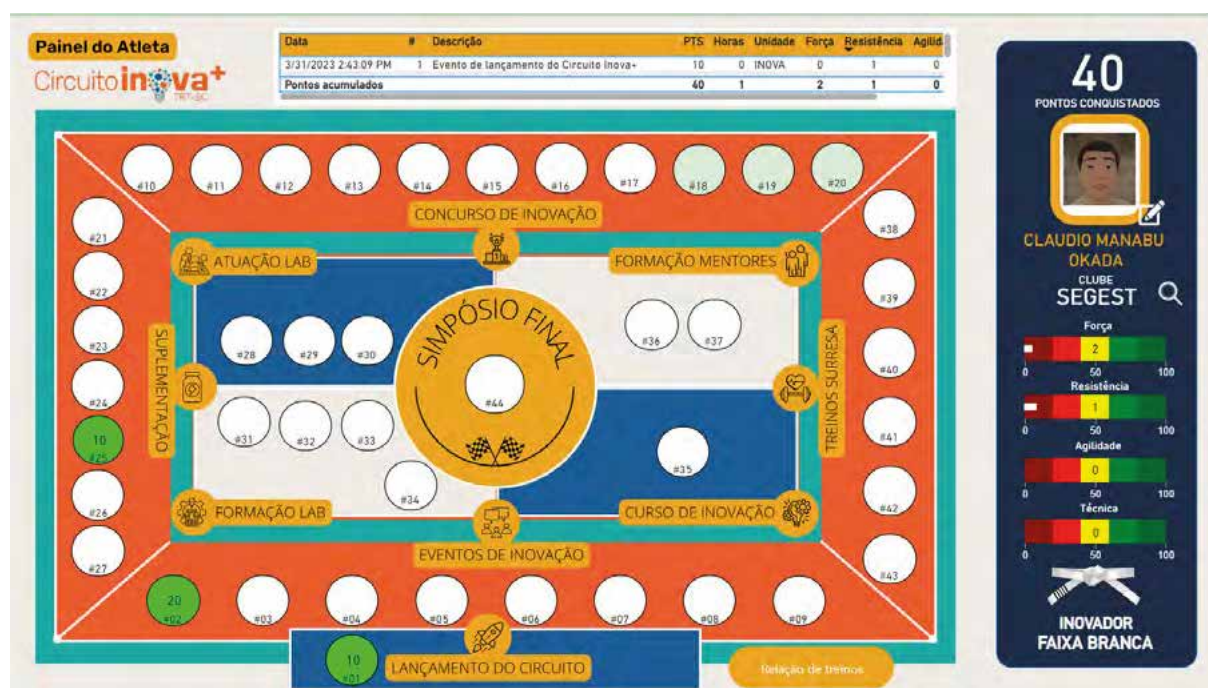 Painel do Atleta
Circuito inova+
TRT-SC
Data # Descrição PTS Horas Unidade Força Resistência Agilid
3/31/2023 2:43:09 PM 1 Evento de lançamento do Circuito Inova+ 10 0 INOVA 0 1 0
Pontos acumulados 40 1 2 1 0
#10 #11 #12 #13 #14 #15 #16 #17 #18 #19 #20
CONCURSO DE INOVAÇÃO
#21
#22
#23
#24
10
#25
#26
#27
ATUAÇÃO LAB
FORMAÇÃO MENTORES
SUPLEMENTAÇÃO
TREINOS SURRESA
#28 #29 #30
#36 #37
SIMPÓSIO FINAL
#44
#31 #32 #33
#34
#35
FORMAÇÃO LAB
CURSO DE INOVAÇÃO
EVENTOS DE INOVAÇÃO
#38
#39
#40
#41
#42
#43
20
#02 #03 #04 #05 #06 #07 #08 #09
10
#01
LANÇAMENTO DO CIRCUITO
Relação de treinos
40
PONTOS CONQUISTADOS
CLAUDIO MANABU
OKADA
CLUBE
SEGEST
Força
2
0 50 100
Resistência
1
0 50 100
Agilidade
0
0 50 100
Técnica
0
0 50 100
INOVADOR
FAIXA BRANCA